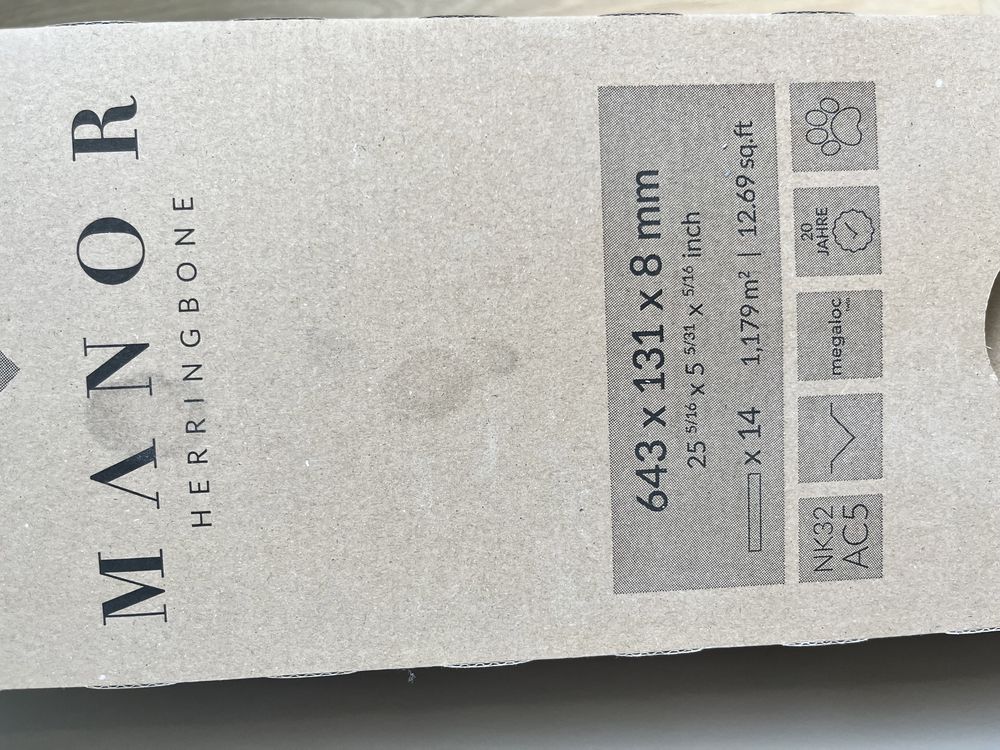 MANOR
HERRINGBONE
643 x 131 x 8 mm
25 5/16 x 5 5/31 x 5/16 inch
x 14 1,179 m² | 12.69 sq.ft
NK32
AC5
megaloc
20
JAHRE